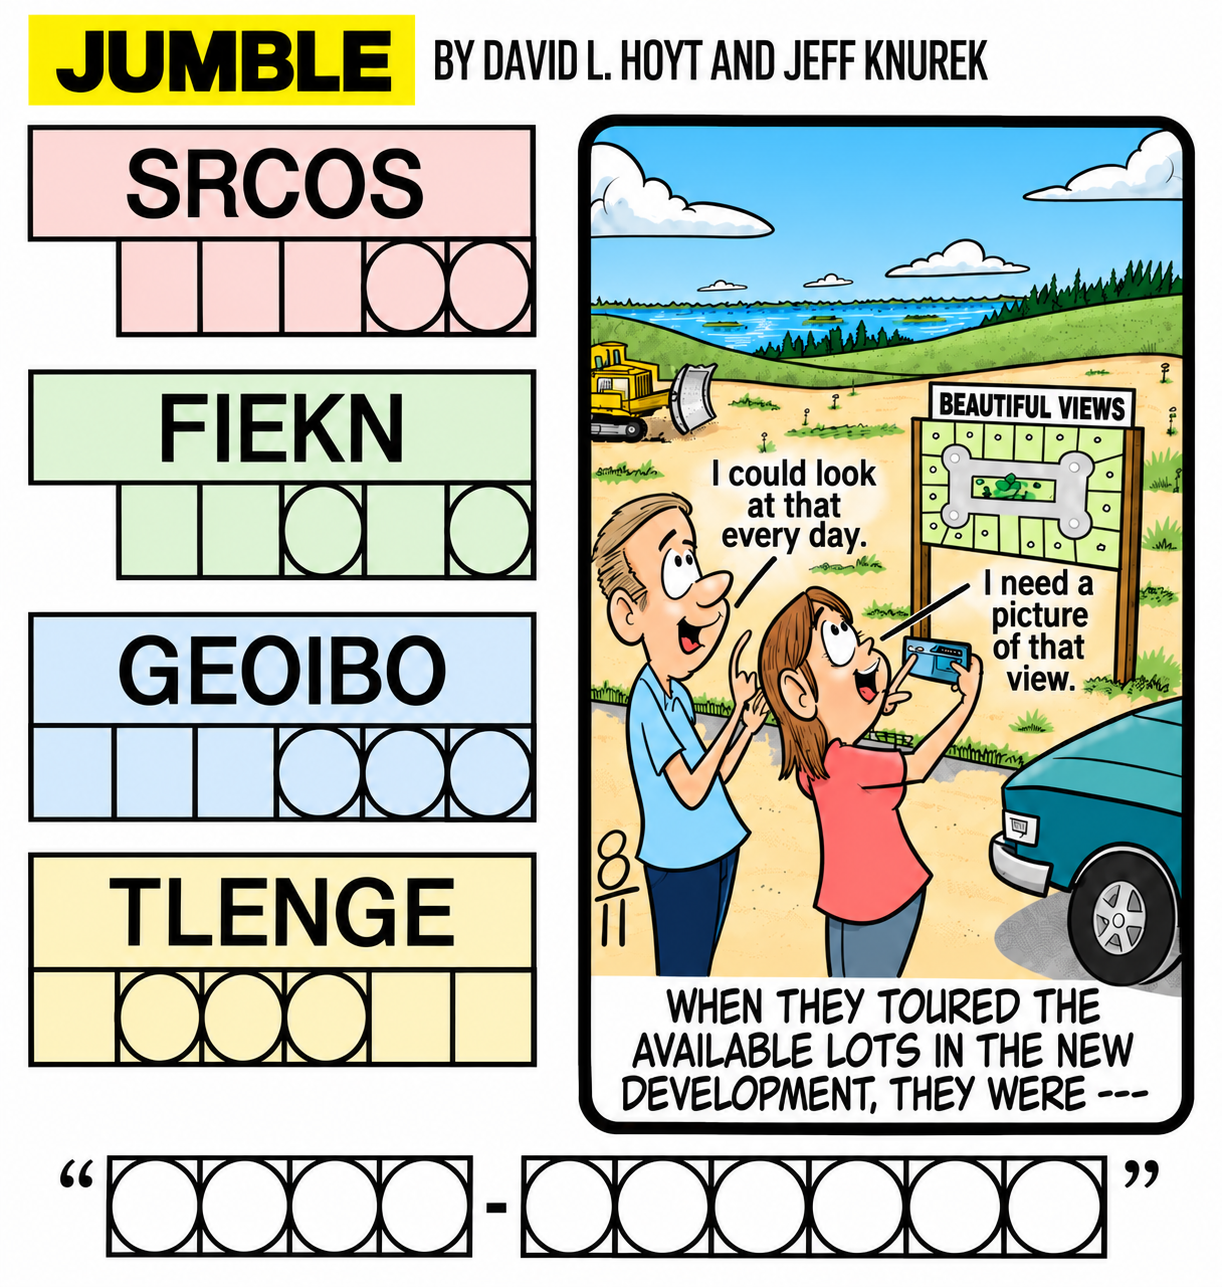 JUMBLE BY DAVID L. HOYT AND JEFF KNUREK
SRCOS
FIEKN
GEOIBO
TLENGE
BEAUTIFUL VIEWS
I could look
at that
every day.
I need a
picture
of that
view.
8
11
WHEN THEY TOURED THE
AVAILABLE LOTS IN THE NEW
DEVELOPMENT, THEY WERE ---
“ - ”